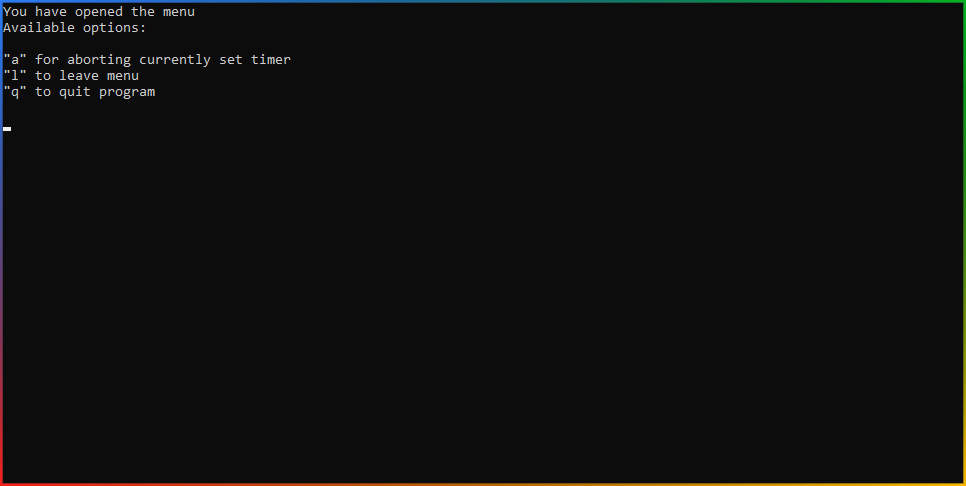 You have opened the menu
Available options:
"a" for aborting currently set timer
"l" to leave menu
"q" to quit program